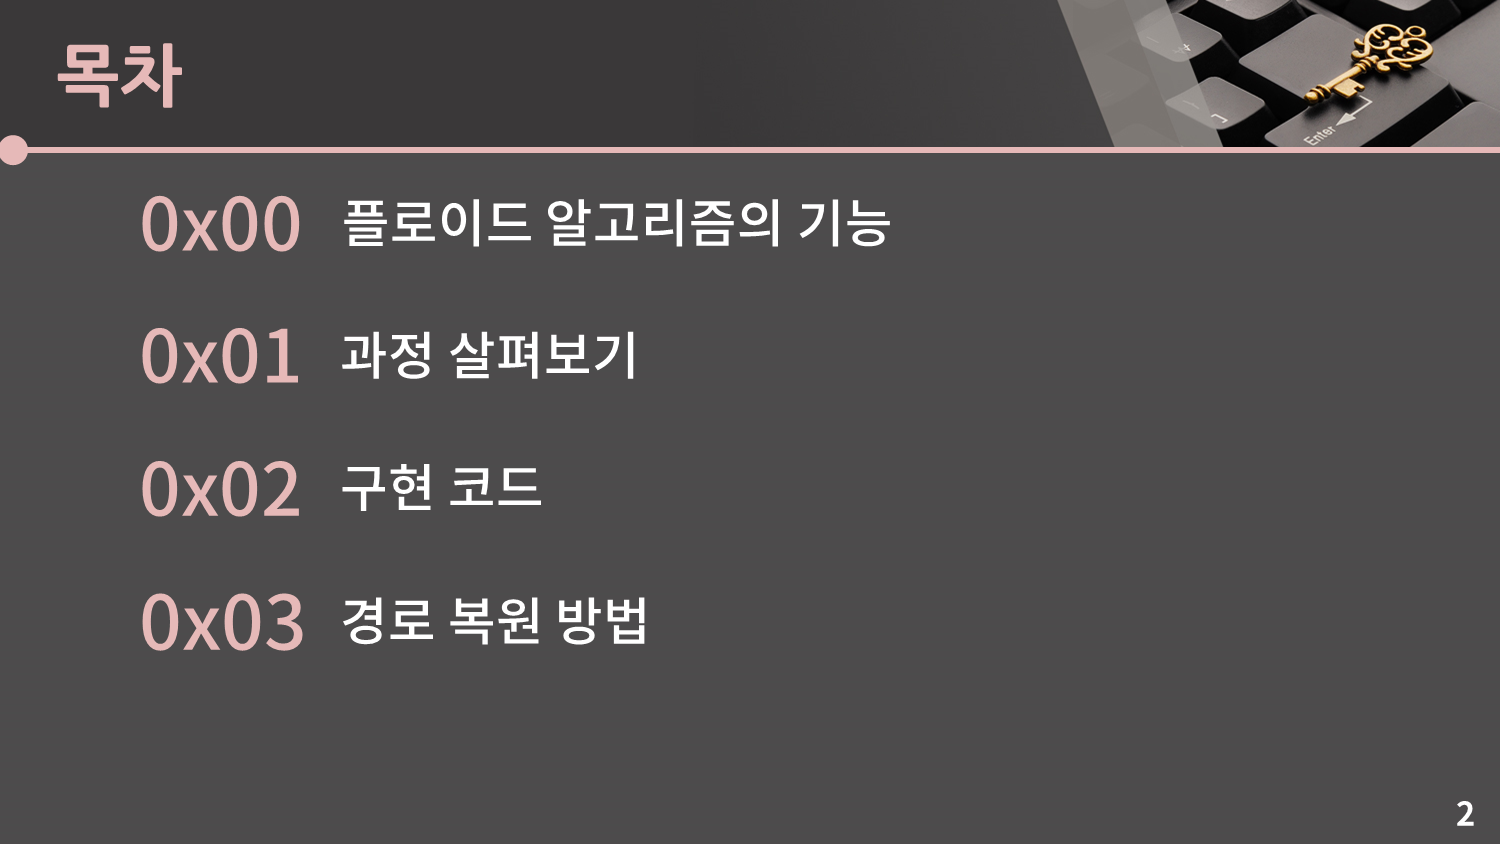 목차
Enter
0x00 플로이드 알고리즘의 기능
0x01 과정 살펴보기
0x02 구현 코드
0x03 경로 복원 방법
2